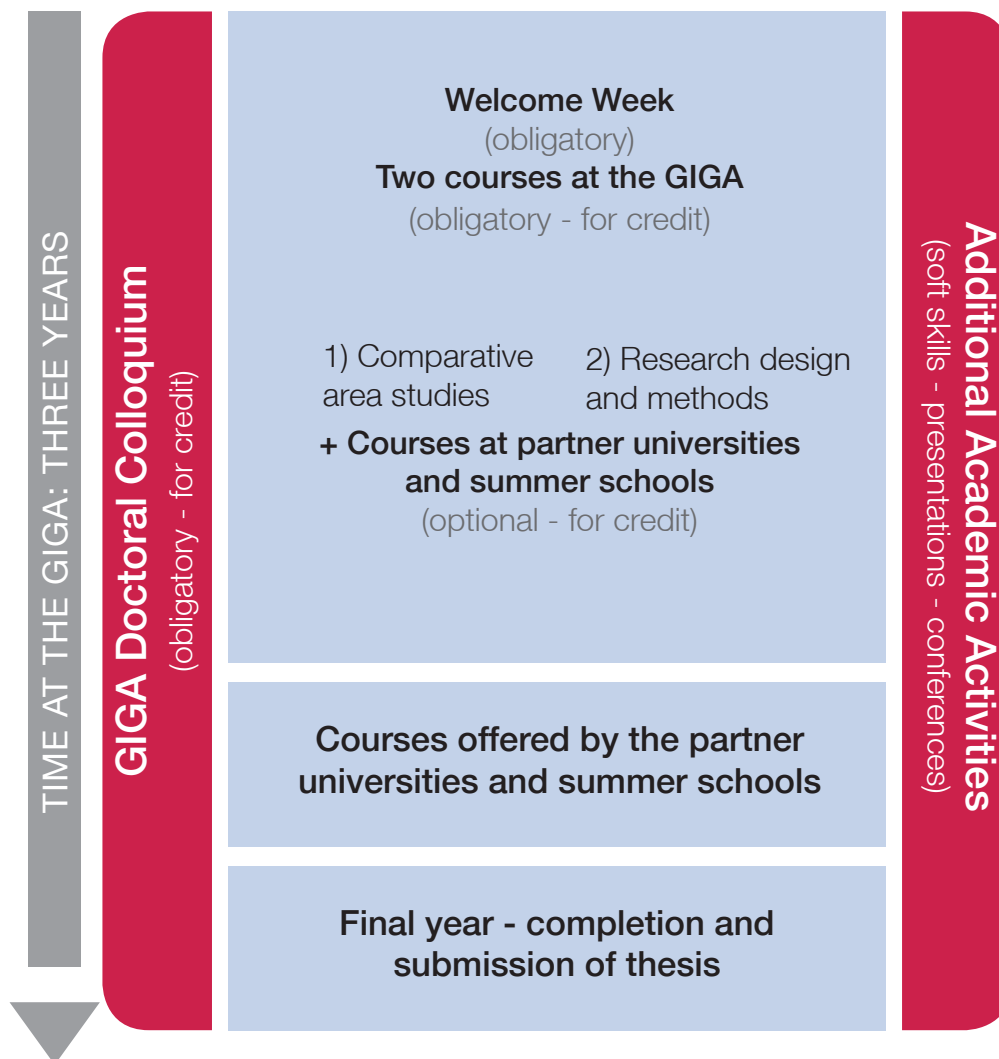 TIME AT THE GIGA: THREE YEARS
GIGA Doctoral Colloquium
(obligatory - for credit)
Welcome Week
(obligatory)
Two courses at the GIGA
(obligatory - for credit)
1) Comparative
area studies
2) Research design
and methods
+ Courses at partner universities
and summer schools
(optional - for credit)
Courses offered by the partner
universities and summer schools
Final year - completion and
submission of thesis
Additional Academic Activities
(soft skills - presentations - conferences)